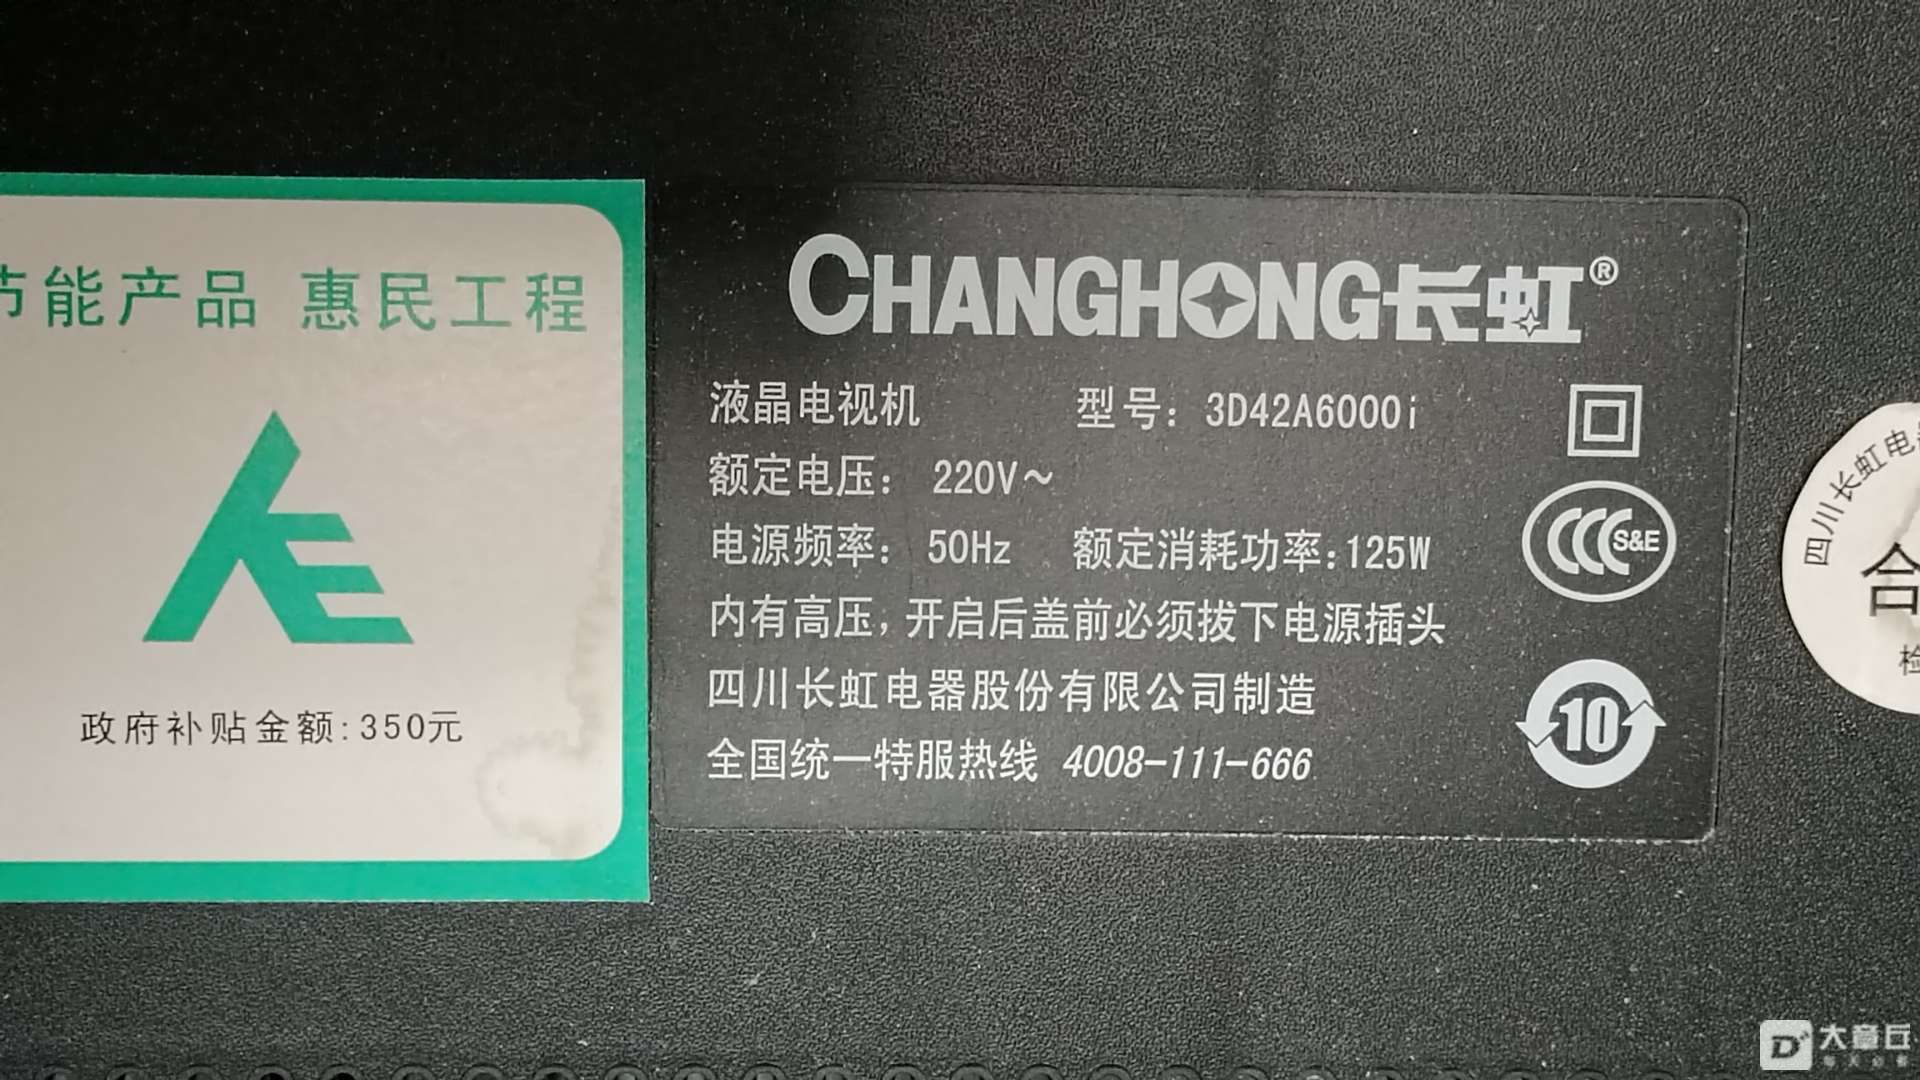 节能产品 惠民工程
政府补贴金额:350元
CHANGHONG长虹®
液晶电视机 型号：3D42A6000i
额定电压： 220V~
电源频率： 50Hz 额定消耗功率:125W
内有高压，开启后盖前必须拔下电源插头
四川长虹电器股份有限公司制造
全国统一特服热线 4008-111-666
CCC S&E
10
四川长虹电
合
检
大章丘